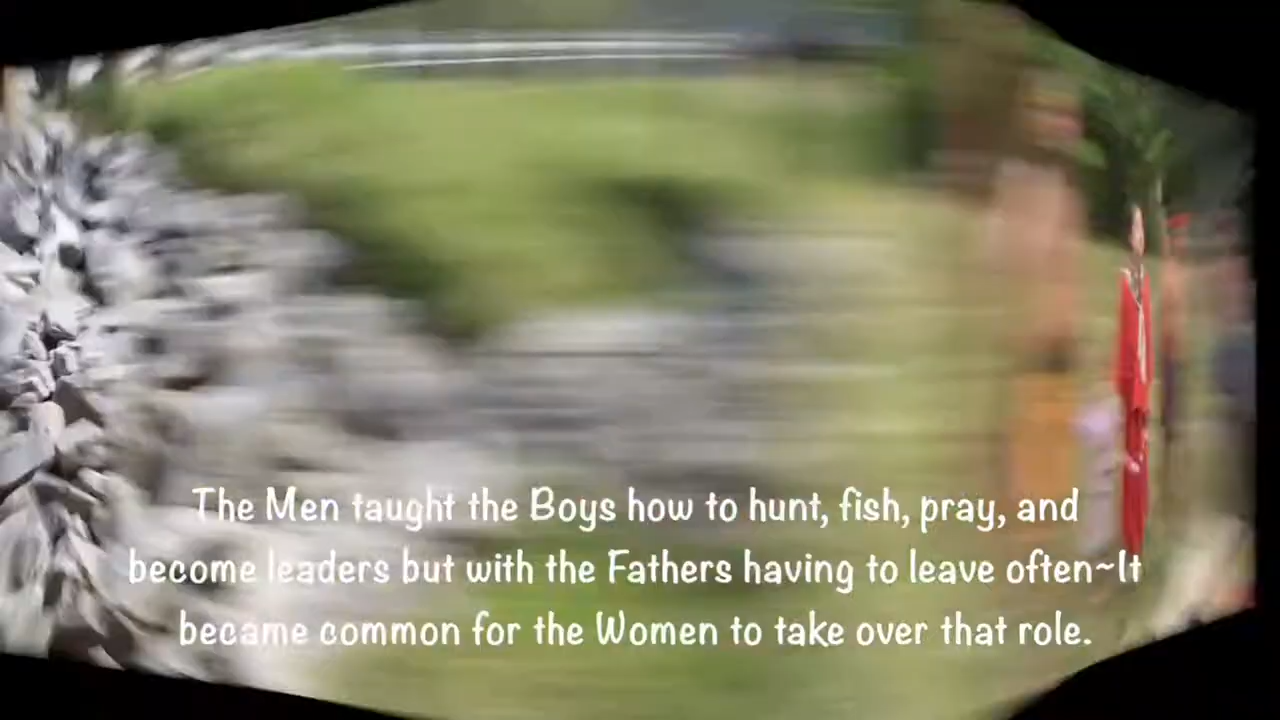 The Men taught the Boys how to hunt, fish, pray, and
become leaders but with the Fathers having to leave often~It
became common for the Women to take over that role.